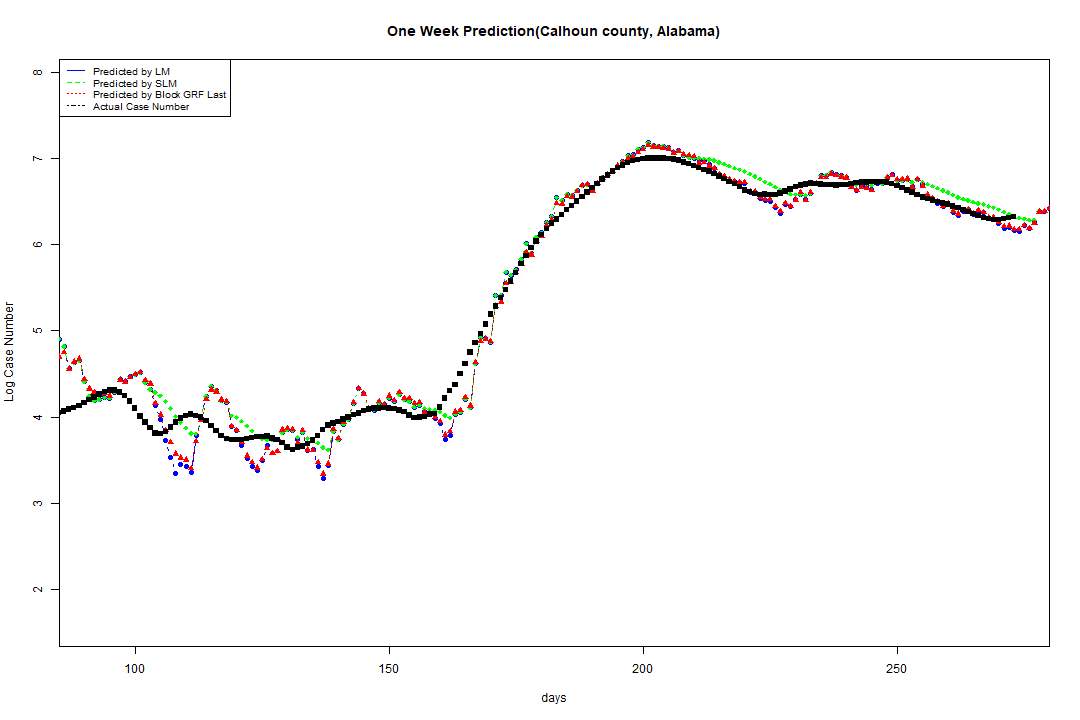 One Week Prediction(Calhoun county, Alabama)
Predicted by LM
Predicted by SLM
Predicted by Block GRF Last
Actual Case Number
8
7
6
5
4
3
2
Log Case Number
100 150 200 250
days